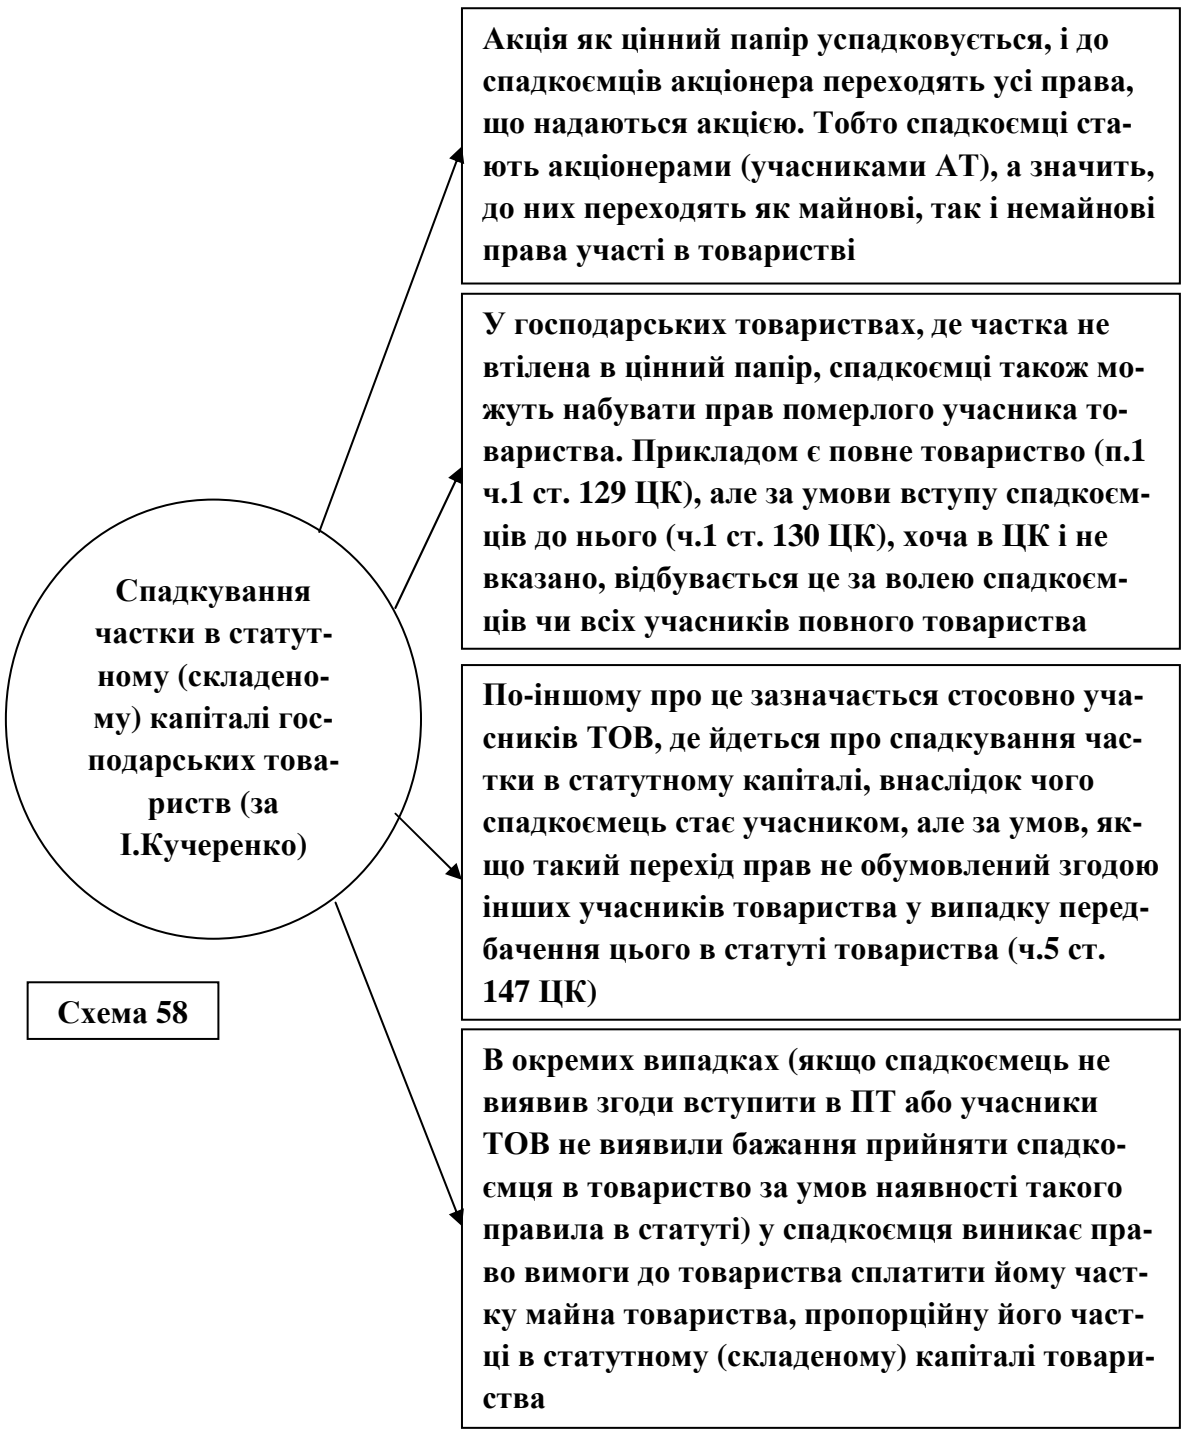 Акція як цінний папір успадковується, і до
спадкоємців акціонера переходять усі права,
що надаються акцією. Тобто спадкоємці ста-
ють акціонерами (учасниками АТ), а значить,
до них переходять як майнові, так і немайнові
права участі в товаристві
У господарських товариствах, де частка не
втілена в цінний папір, спадкоємці також мо-
жуть набувати прав померлого учасника то-
вариства. Прикладом є повне товариство (п.1
ч.1 ст. 129 ЦК), але за умови вступу спадкоєм-
ців до нього (ч.1 ст. 130 ЦК), хоча в ЦК і не
вказано, відбувається це за волею спадкоєм-
ців чи всіх учасників повного товариства
Спадкування
частки в статут-
ному (складено-
му) капіталі гос-
подарських това-
риств (за
І.Кучеренко)
По-іншому про це зазначається стосовно уча-
сників ТОВ, де йдеться про спадкування час-
тки в статутному капіталі, внаслідок чого
спадкоємець стає учасником, але за умов, як-
що такий перехід прав не обумовлений згодою
інших учасників товариства у випадку перед-
бачення цього в статуті товариства (ч.5 ст.
147 ЦК)
Схема 58
В окремих випадках (якщо спадкоємець не
виявив згоди вступити в ПТ або учасники
ТОВ не виявили бажання прийняти спадко-
ємця в товариство за умов наявності такого
правила в статуті) у спадкоємця виникає пра-
во вимоги до товариства сплатити йому част-
ку майна товариства, пропорційну його част-
ці в статутному (складеному) капіталі товари-
ства